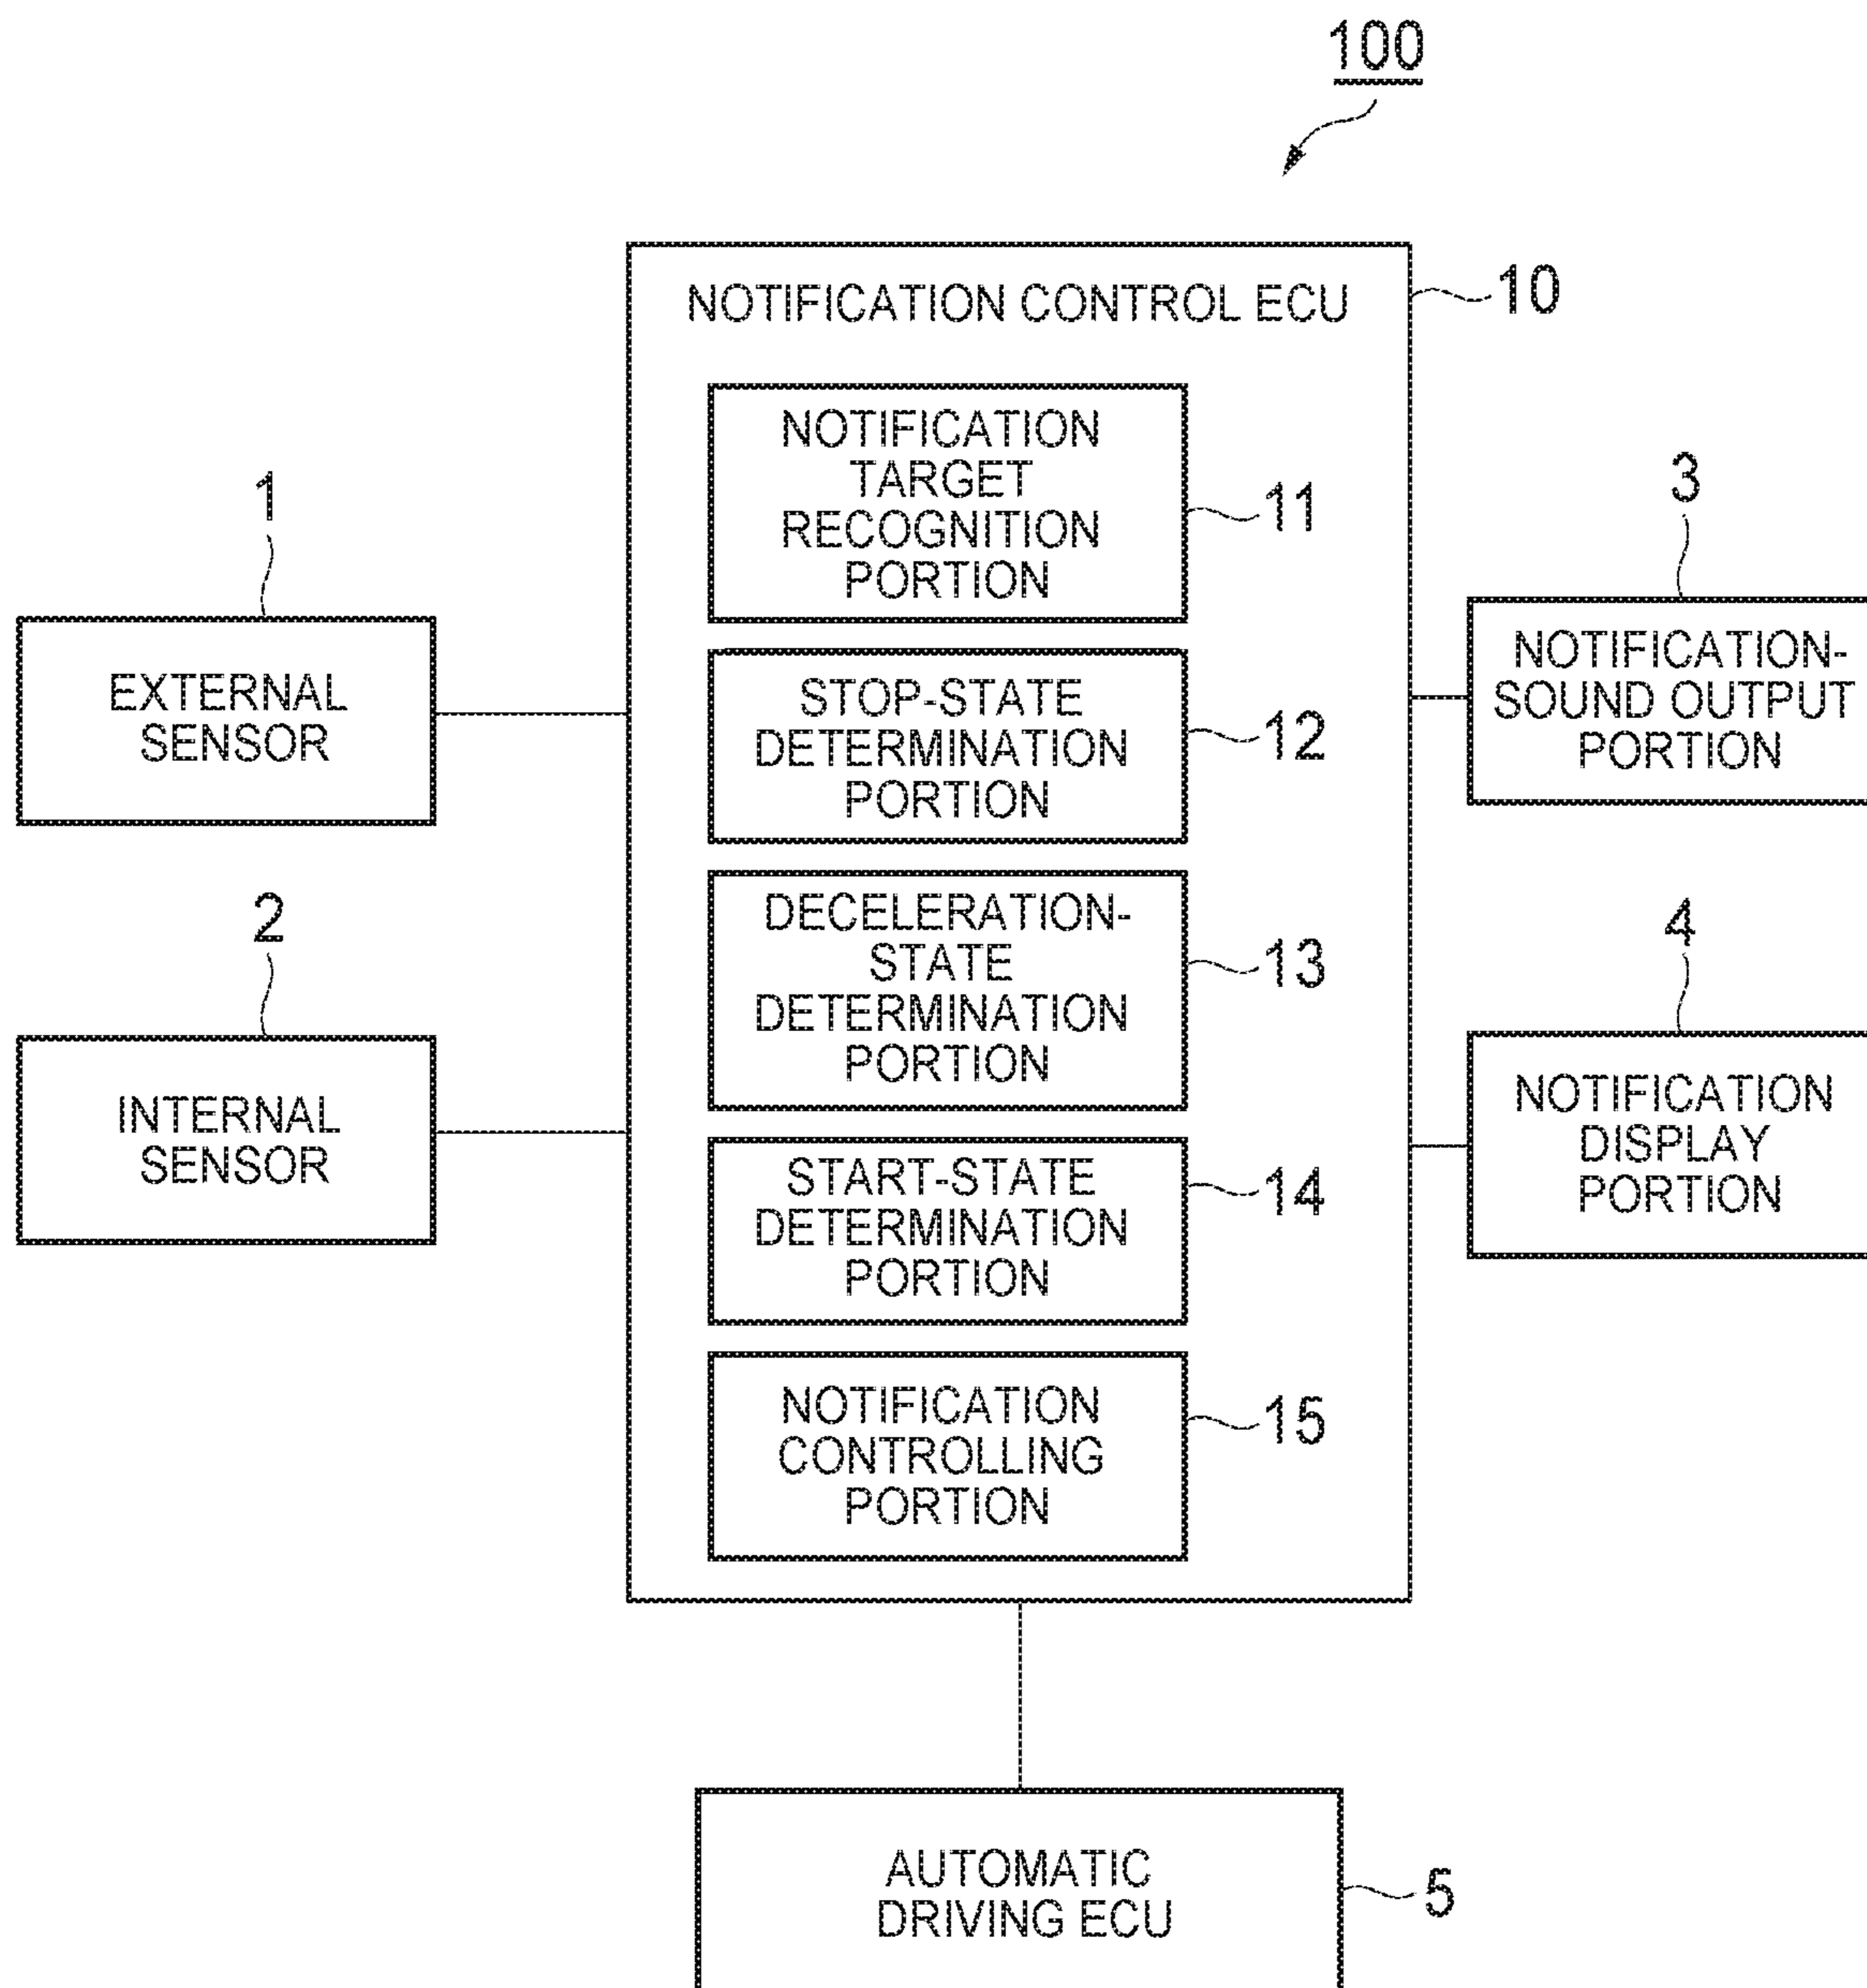 100
NOTIFICATION CONTROL ECU
10
NOTIFICATION
TARGET
RECOGNITION
PORTION
11
1
EXTERNAL
SENSOR
STOP-STATE
DETERMINATION
PORTION
12
3
NOTIFICATION-
SOUND OUTPUT
PORTION
2
INTERNAL
SENSOR
DECELERATION-
STATE
DETERMINATION
PORTION
13
4
NOTIFICATION
DISPLAY
PORTION
START-STATE
DETERMINATION
PORTION
14
NOTIFICATION
CONTROLLING
PORTION
15
AUTOMATIC
DRIVING ECU
5